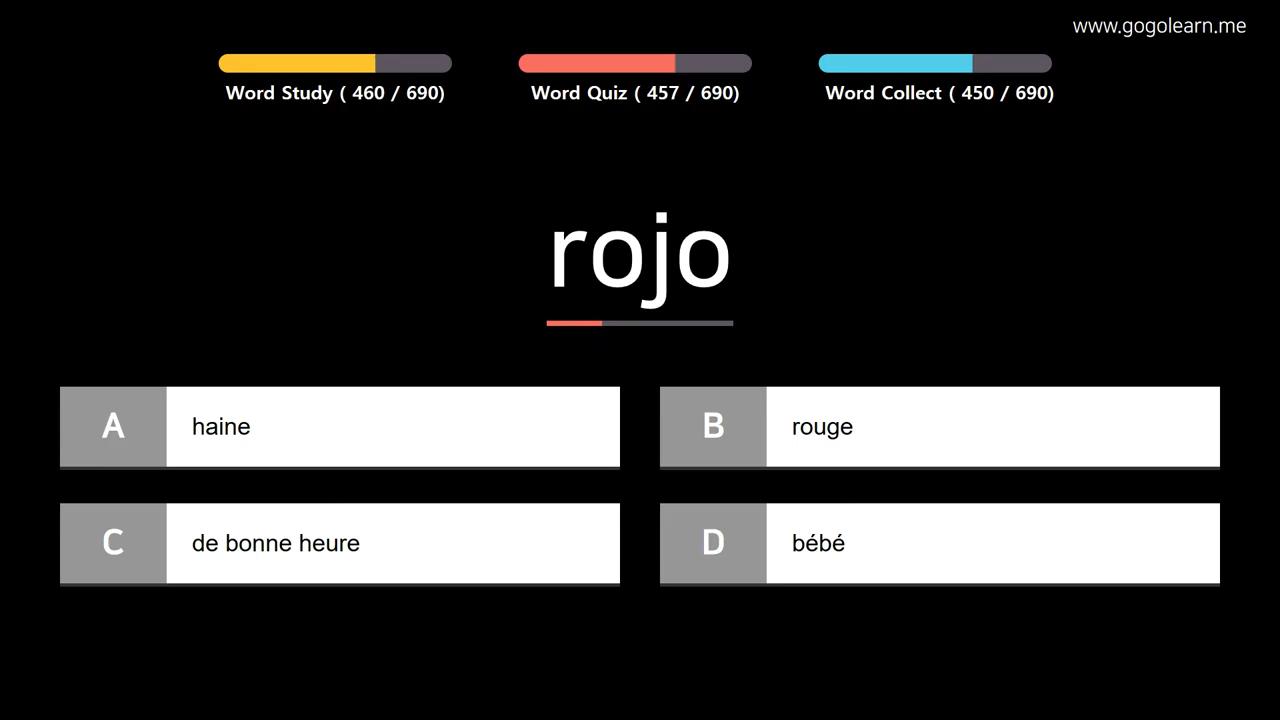 www.gogolearn.me
Word Study ( 460 / 690)
Word Quiz ( 457 / 690)
Word Collect ( 450 / 690)
rojo
A haine
B rouge
C de bonne heure
D bébé